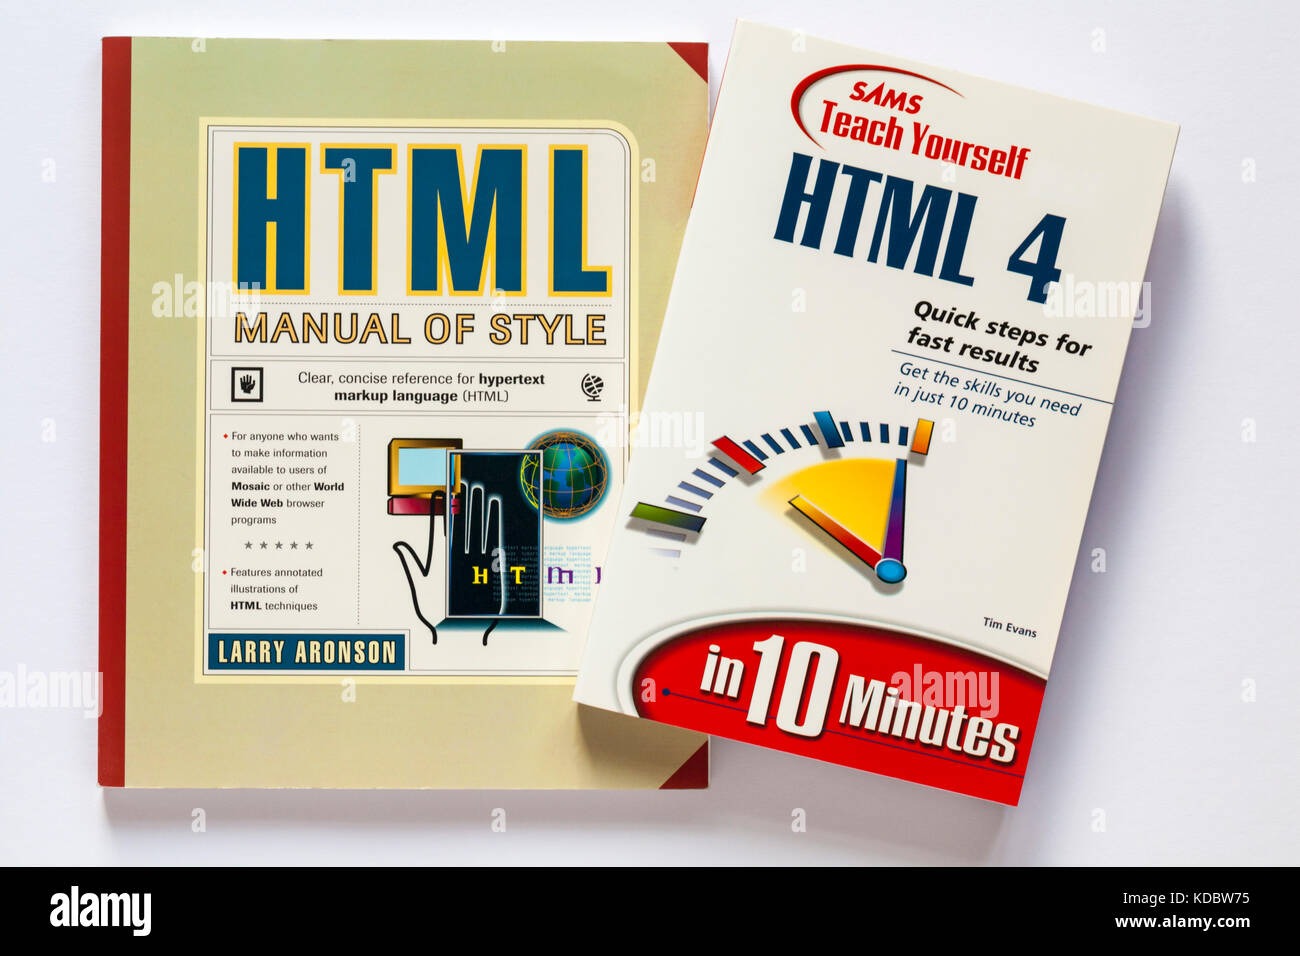 HTML
MANUAL OF STYLE
Clear, concise reference for hypertext
markup language (HTML)
• For anyone who wants
to make information
available to users of
Mosaic or other World
Wide Web browser
programs
★ ★ ★ ★ ★
• Features annotated
illustrations of
HTML techniques
H T m l
LARRY ARONSON
SAMS
Teach Yourself
HTML 4
Quick steps for
fast results
Get the skills you need
in just 10 minutes
Tim Evans
in 10 Minutes
alamy
a
alamy
Image ID: KDBW75
www.alamy.com